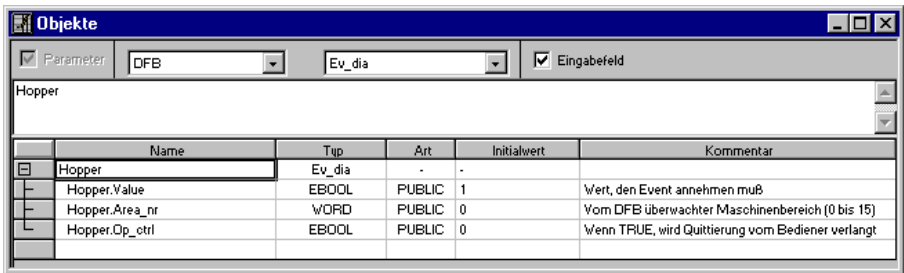 Objekte
Parameter DFB Ev_dia Eingabefeld
Hopper
Name Typ Art Initialwert Kommentar
Hopper Ev_dia - -
Hopper.Value EBOOL PUBLIC 1 Wert, den Event annehmen muß
Hopper.Area_nr WORD PUBLIC 0 Vom DFB überwachter Maschinenbereich (0 bis 15)
Hopper.Op_ctrl EBOOL PUBLIC 0 Wenn TRUE, wird Quittierung vom Bediener verlangt